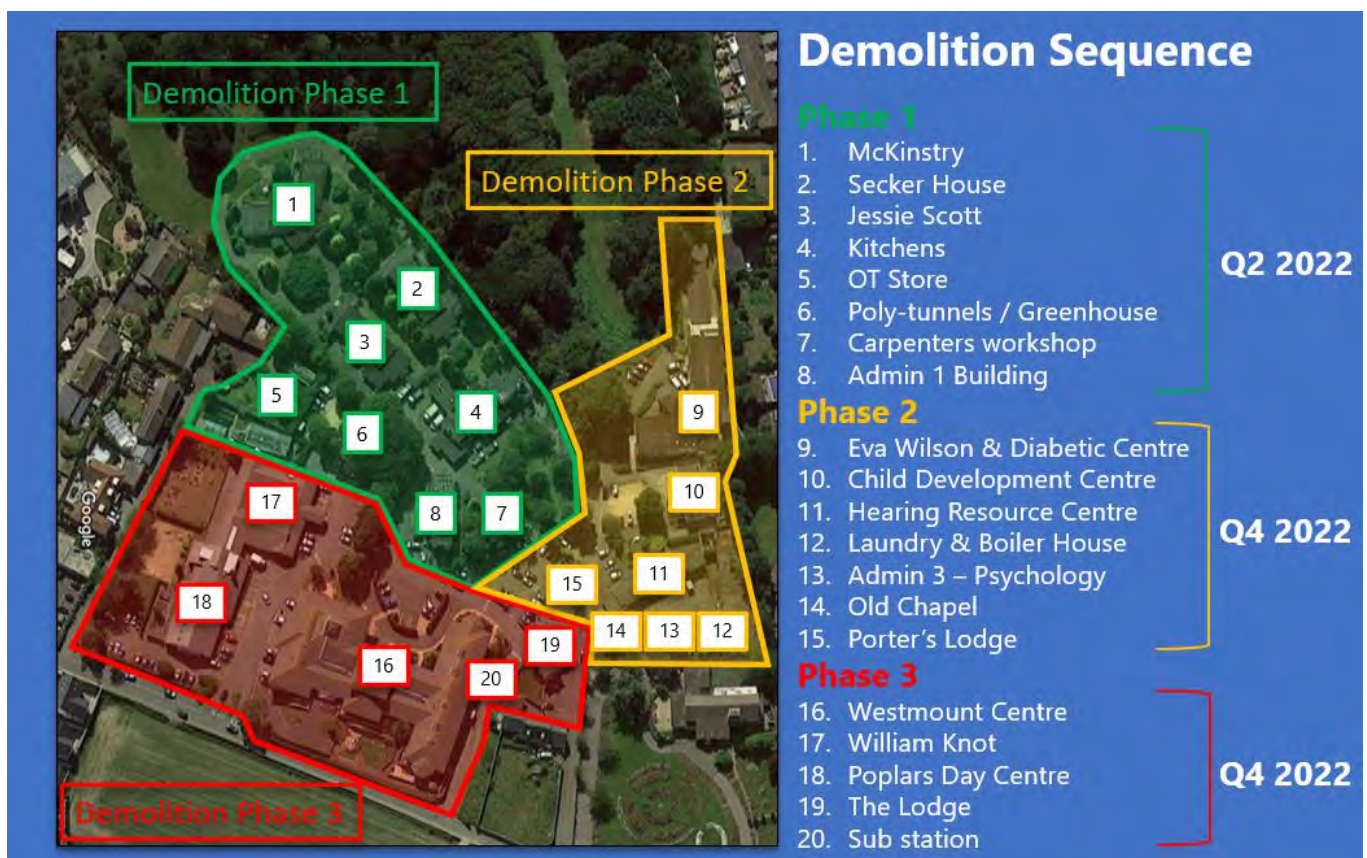 Demolition Sequence
Demolition Phase 1
Demolition Phase 2
Demolition Phase 3
1
2
3
4
5
6
7
8
9
10
11
12
13
14
15
16
17
18
19
20
Google
Phase 1
1. McKinstry
2. Secker House
3. Jessie Scott
4. Kitchens
5. OT Store
6. Poly-tunnels / Greenhouse
7. Carpenters workshop
8. Admin 1 Building
Q2 2022
Phase 2
9. Eva Wilson & Diabetic Centre
10. Child Development Centre
11. Hearing Resource Centre
12. Laundry & Boiler House
13. Admin 3 – Psychology
14. Old Chapel
15. Porter's Lodge
Q4 2022
Phase 3
16. Westmount Centre
17. William Knot
18. Poplars Day Centre
19. The Lodge
20. Sub station
Q4 2022